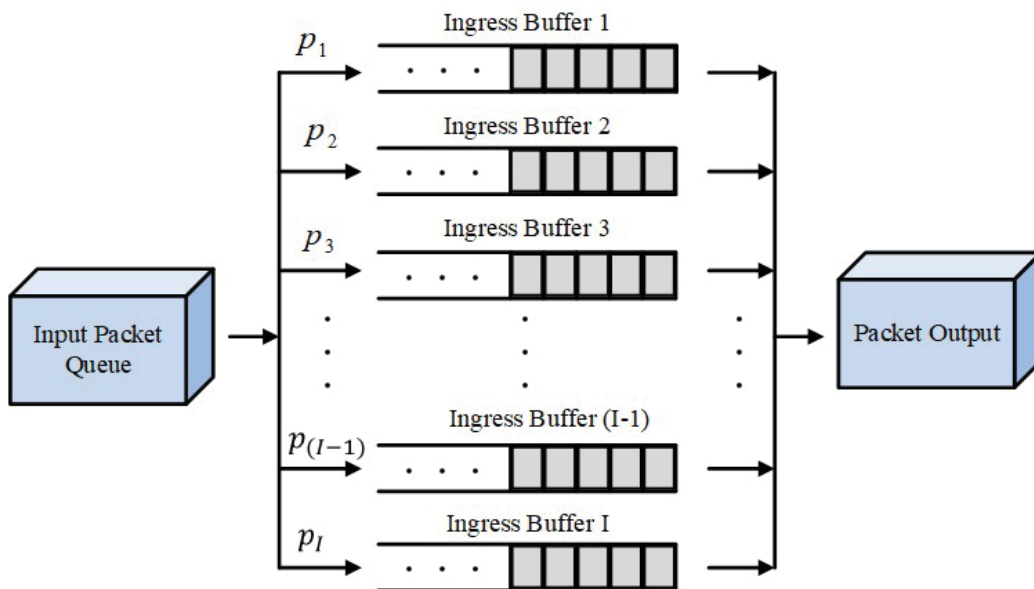 Ingress Buffer 1
p₁
Ingress Buffer 2
p₂
Ingress Buffer 3
p₃
Input Packet
Queue
Packet Output
Ingress Buffer (I-1)
p₍I−1₎
Ingress Buffer I
p_I